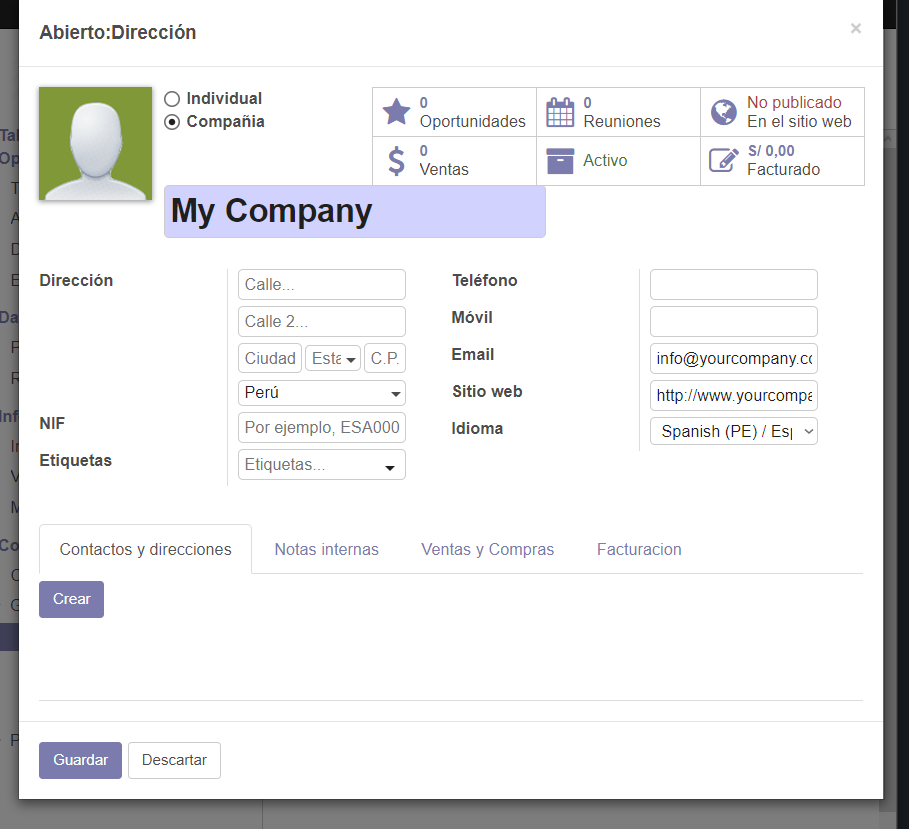 Abierto:Dirección
×
Individual
Compañia
0
Oportunidades
0
Reuniones
No publicado
En el sitio web
0
Ventas
Activo
S/ 0,00
Facturado
My Company
Dirección
Calle...
Calle 2...
Ciudad
Esta
C.P.
Perú
NIF
Por ejemplo, ESA000
Etiquetas
Etiquetas...
Teléfono
Móvil
Email
info@yourcompany.co
Sitio web
http://www.yourcompa
Idioma
Spanish (PE) / Esp
Contactos y direcciones
Notas internas
Ventas y Compras
Facturacion
Crear
Guardar
Descartar